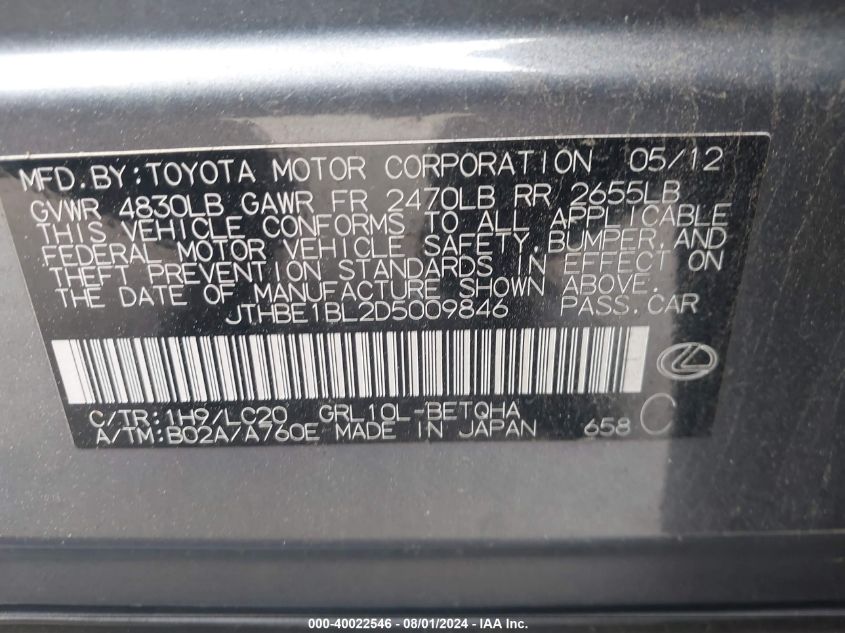 MFD.BY:TOYOTA MOTOR CORPORATION 05/12
GVWR 4830LB GAWR FR 2470LB RR 2655LB
THIS VEHICLE CONFORMS TO ALL APPLICABLE
FEDERAL MOTOR VEHICLE SAFETY, BUMPER, AND
THEFT PREVENTION STANDARDS IN EFFECT ON
THE DATE OF MANUFACTURE SHOWN ABOVE.
JTHBE1BL2D5009846 PASS.CAR
C/TR:1H9/LC20 GRL10L-BETQHA
A/TM:B02A/A760E MADE IN JAPAN 658 C
000-40022546 - 08/01/2024 - IAA Inc.